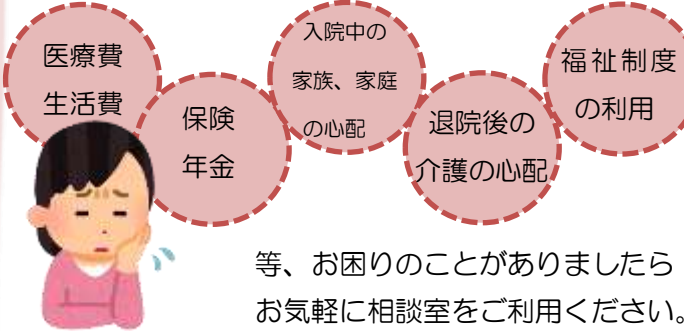 医療費
生活費
保険
年金
入院中の
家族、家庭
の心配
退院後の
介護の心配
福祉制度
の利用
等、お困りのことがありましたら
お気軽に相談室をご利用ください。